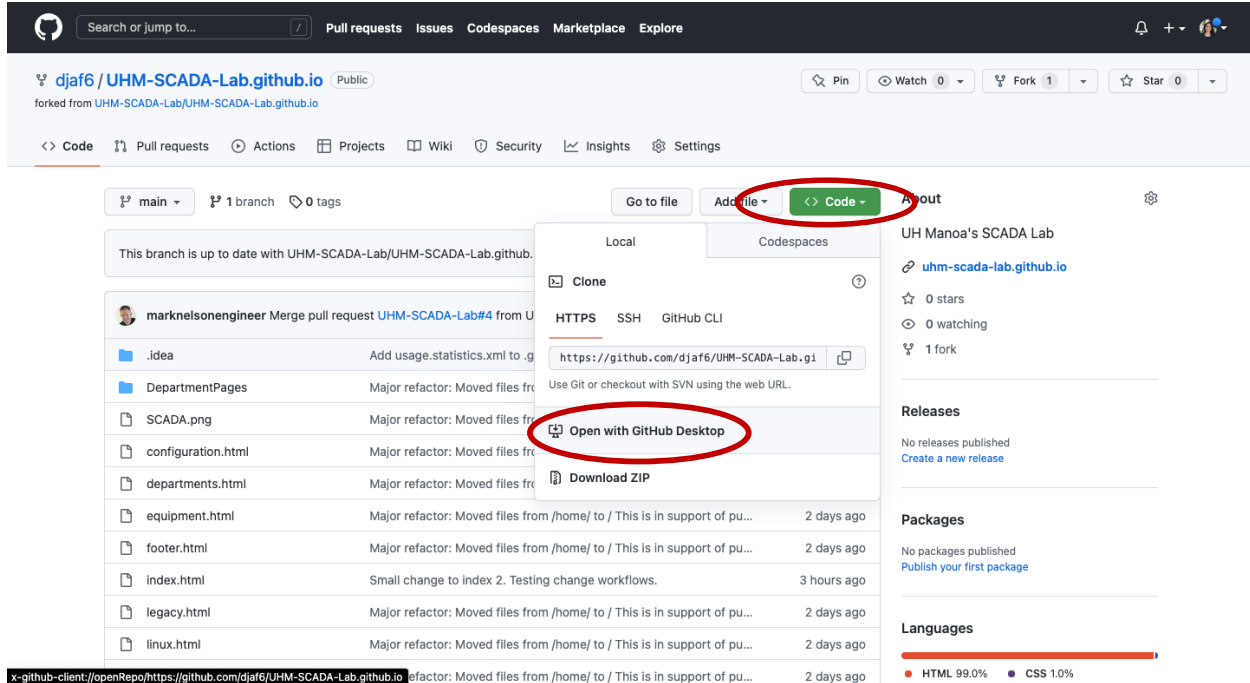 Search or jump to... /
Pull requests Issues Codespaces Marketplace Explore
djaf6 / UHM-SCADA-Lab.github.io Public
Pin Watch 0 Fork 1 Star 0
forked from UHM-SCADA-Lab/UHM-SCADA-Lab.github.io
<> Code Pull requests Actions Projects Wiki Security Insights Settings
main 1 branch 0 tags Go to file Add file <> Code
This branch is up to date with UHM-SCADA-Lab/UHM-SCADA-Lab.github.
marknelsonengineer Merge pull request UHM-SCADA-Lab#4 from U
.idea Add usage.statistics.xml to .g
DepartmentPages Major refactor: Moved files fr
SCADA.png Major refactor: Moved files fr
configuration.html Major refactor: Moved files fr
departments.html Major refactor: Moved files fr
equipment.html Major refactor: Moved files from /home/ to / This is in support of pu... 2 days ago
footer.html Major refactor: Moved files from /home/ to / This is in support of pu... 2 days ago
index.html Small change to index 2. Testing change workflows. 3 hours ago
legacy.html Major refactor: Moved files from /home/ to / This is in support of pu... 2 days ago
linux.html Major refactor: Moved files from /home/ to / This is in support of pu... 2 days ago
efactor: Moved files from /home/ to / This is in support of pu... 2 days ago
x-github-client://openRepo/https://github.com/djaf6/UHM-SCADA-Lab.github.io
Local Codespaces
Clone
HTTPS SSH GitHub CLI
https://github.com/djaf6/UHM-SCADA-Lab.gi
Use Git or checkout with SVN using the web URL.
Open with GitHub Desktop
Download ZIP
About
UH Manoa's SCADA Lab
uhm-scada-lab.github.io
0 stars
0 watching
1 fork
Releases
No releases published
Create a new release
Packages
No packages published
Publish your first package
Languages
HTML 99.0% CSS 1.0%